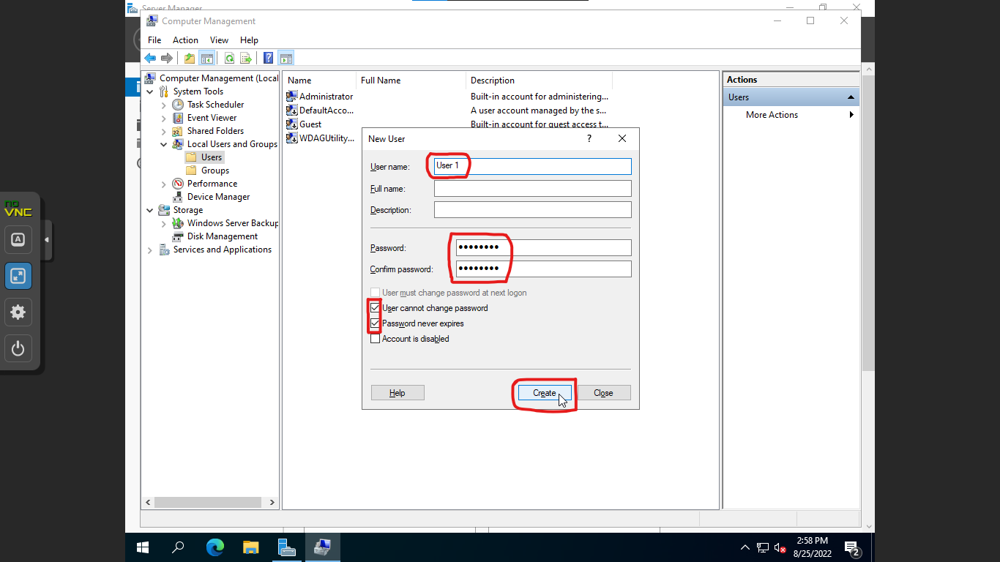 Server Manager
Computer Management
File Action View Help
Computer Management (Local
System Tools
Task Scheduler
Event Viewer
Shared Folders
Local Users and Groups
Users
Groups
Performance
Device Manager
Storage
Windows Server Backup
Disk Management
Services and Applications
Name Full Name Description
Administrator Built-in account for administering...
DefaultAcco... A user account managed by the s...
Guest Built-in account for guest access t...
WDAGUtility...
Actions
Users
More Actions
New User
User name: User 1
Full name:
Description:
Password: ●●●●●●●●
Confirm password: ●●●●●●●●
User must change password at next logon
User cannot change password
Password never expires
Account is disabled
Help Create Close
no
VNC
A
2:58 PM
8/25/2022
2